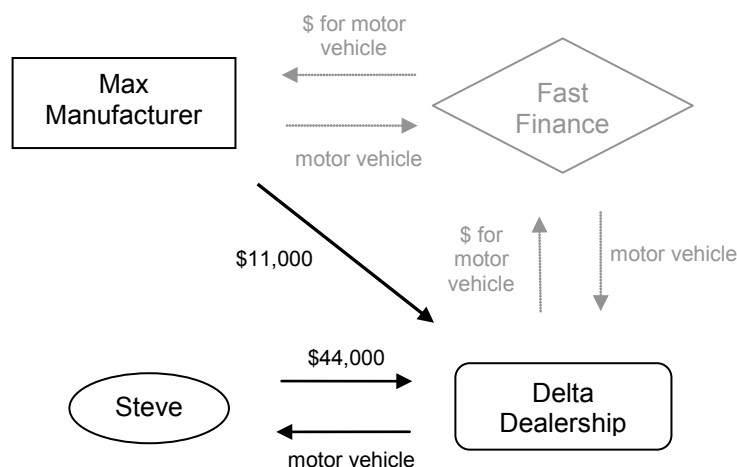 $ for motor
vehicle
Max
Manufacturer
Fast
Finance
motor vehicle
$11,000
$ for
motor
vehicle
motor vehicle
$44,000
Steve
Delta
Dealership
motor vehicle